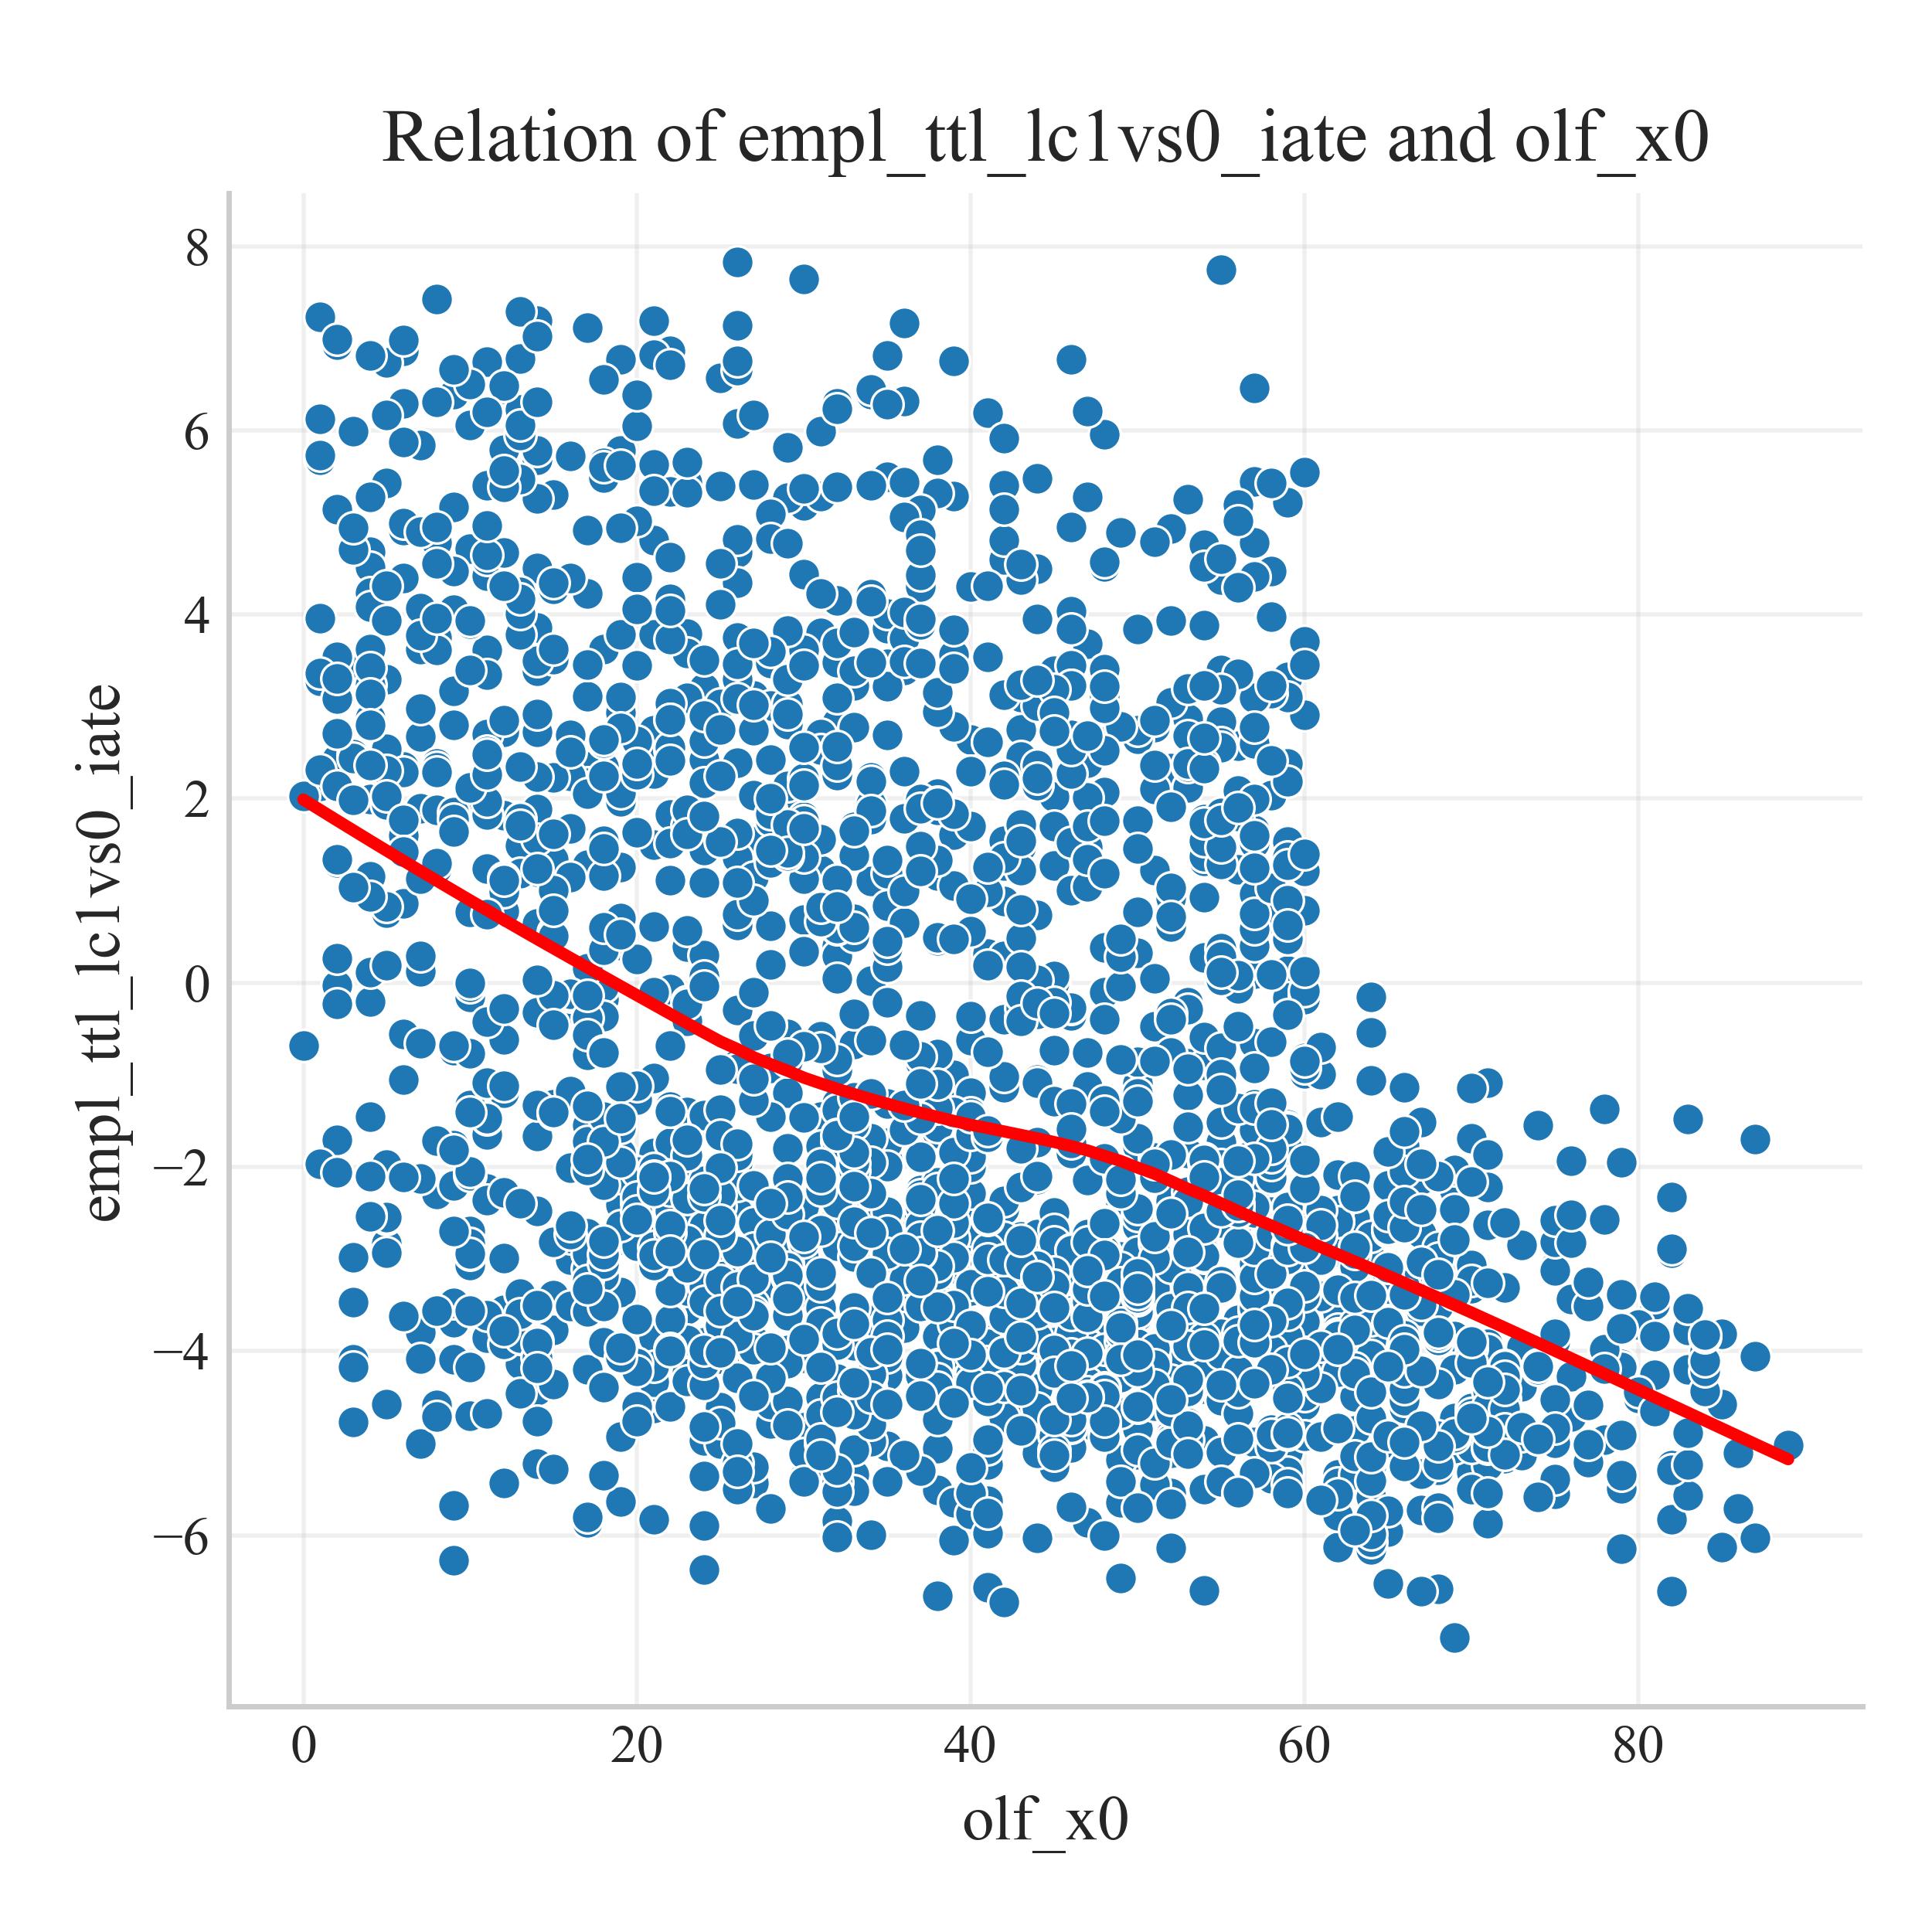 Relation of empl_ttl_lc1vs0_iate and olf_x0
empl_ttl_lc1vs0_iate
8
6
4
2
0
−2
−4
−6
0 20 40 60 80
olf_x0